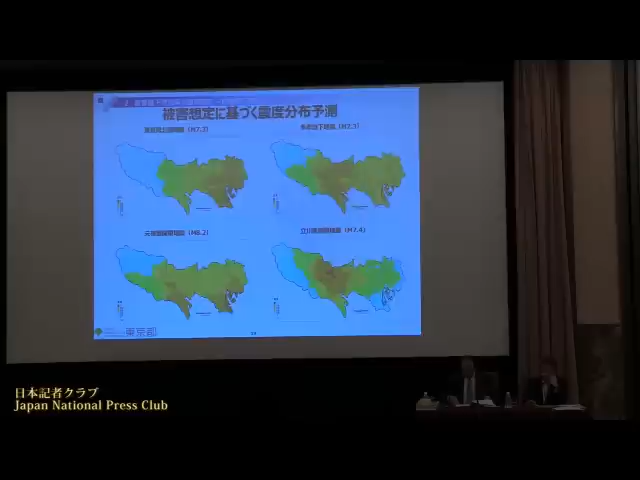 被害想定に基づく震度分布予測
東京湾北部地震（M7.3）
多摩直下地震（M7.3）
元禄型関東地震（M8.2）
立川断層帯地震（M7.4）
東京都
日本記者クラブ
Japan National Press Club